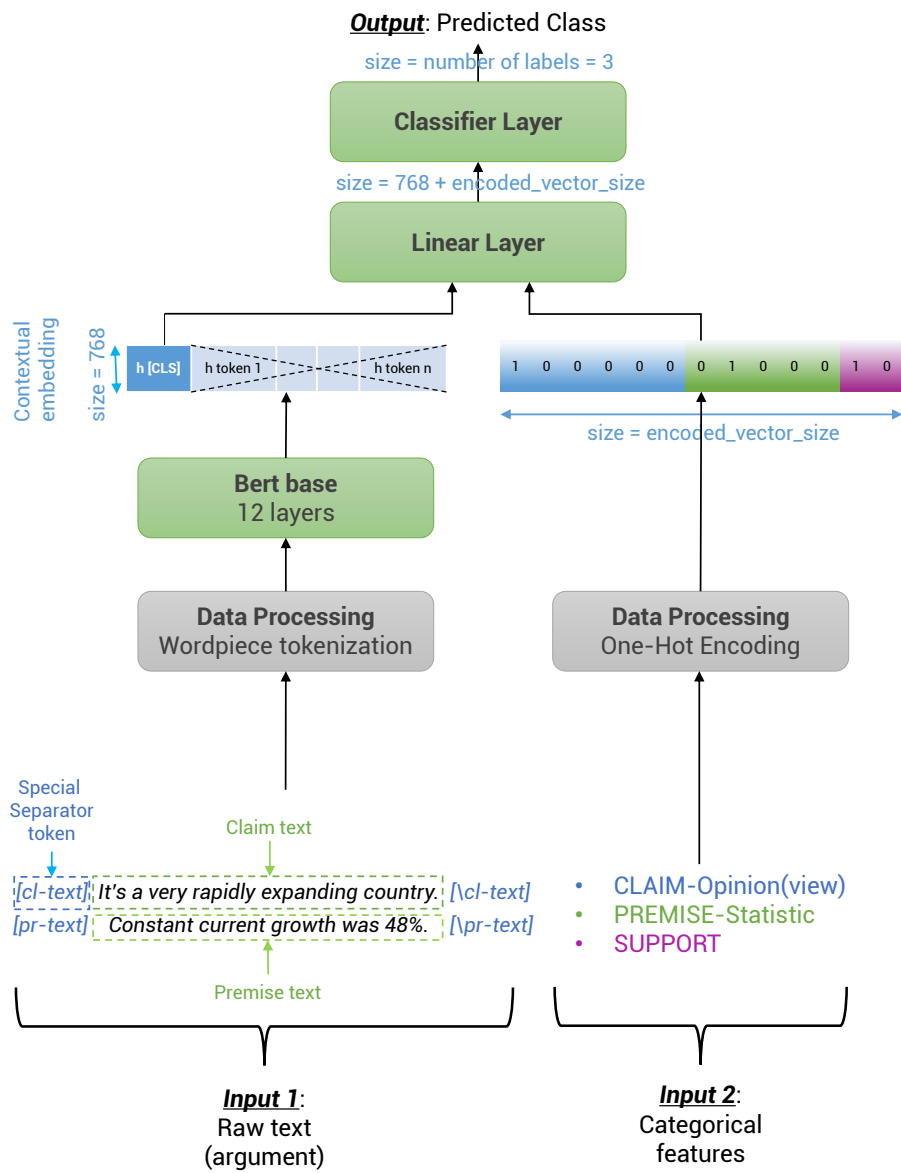 Output: Predicted Class
size = number of labels = 3
Classifier Layer
size = 768 + encoded_vector_size
Linear Layer
Contextual
embedding
size = 768
h [CLS]
h token 1
h token n
1 0 0 0 0 0 0 1 0 0 0 1 0
size = encoded_vector_size
Bert base
12 layers
Data Processing
Wordpiece tokenization
Data Processing
One-Hot Encoding
Special
Separator
token
Claim text
[cl-text] It's a very rapidly expanding country. [\cl-text]
[pr-text] Constant current growth was 48%. [\pr-text]
Premise text
• CLAIM-Opinion(view)
• PREMISE-Statistic
• SUPPORT
Input 1:
Raw text
(argument)
Input 2:
Categorical
features